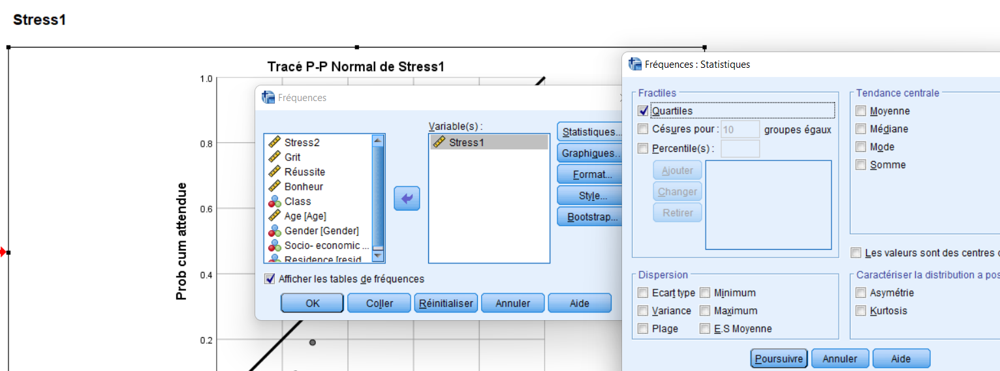 Stress1
Tracé P-P Normal de Stress1
1.0
0.8
0.6
0.4
0.2
Prob cum attendue
Fréquences
Variable(s) :
Stress2
Grit
Réussite
Bonheur
Class
Age [Age]
Gender [Gender]
Socio- economic ...
Residence [resid
Stress1
Statistiques...
Graphiques...
Format...
Style...
Bootstrap...
Afficher les tables de fréquences
OK
Coller
Réinitialiser
Annuler
Aide
Fréquences : Statistiques
Fractiles
Quartiles
Césures pour : 10 groupes égaux
Percentile(s) :
Ajouter
Changer
Retirer
Tendance centrale
Moyenne
Médiane
Mode
Somme
Les valeurs sont des centres
Dispersion
Ecart type Minimum
Variance Maximum
Plage E.S Moyenne
Caractériser la distribution a pos
Asymétrie
Kurtosis
Poursuivre
Annuler
Aide